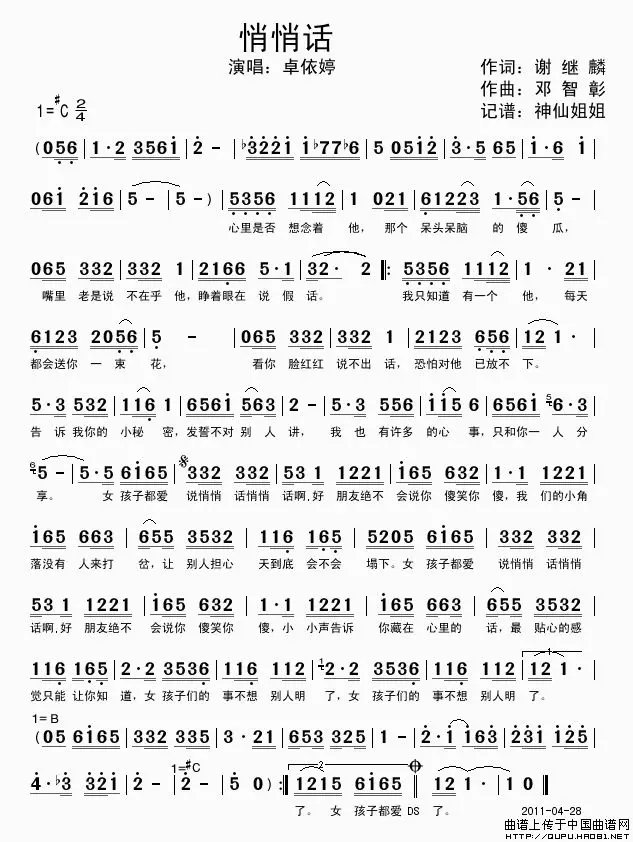 悄悄话
演唱：卓依婷
作词：谢继麟
作曲：邓智彰
记谱：神仙姐姐
1=#C 2/4
(056 | 1·2 3561 | 2 - | b3221 1b77b6 | 5 0512 | 3·5 65 | 1·6 1 |
061 216 | 5 - | 5 - ) | 5356 1112 | 1 021 | 61223 1·56 | 5 - |
心里是否 想念着 他，那个 呆头呆脑 的傻 瓜，
065 332 | 332 1 | 2166 5·1 | 32· 2 ‖: 5356 1112 | 1 · 21 |
嘴里 老是说 不在乎 他，睁着眼在 说 假 话。 我只知道 有一个 他，每天
6123 2056 | 5 - | 065 332 | 332 1 | 2123 656 | 121· |
都会送你 一 束 花， 看你 脸红红 说不出 话，恐怕对他 已放不 下。
5·3 532 | 116 1 | 6561 563 | 2 - | 5·3 556 | 115 6 | 6561 56·3 |
告 诉 我你的 小秘 密，发誓不对 别 人 讲， 我 也 有许多 的心 事，只和你一 人 分
65 - | 5·5 6165 | 332 332 | 53 1 1221 | 165 632 | 1·1 1221 |
享。 女 孩子都爱 说悄悄 话悄悄 话啊,好 朋友绝不 会说你 傻笑你 傻，我 们的小角
165 663 | 655 3532 | 116 165 | 5205 6165 | 332 332 |
落没有 人来打 岔，让 别人担心 天到底 会不会 塌下。女 孩子都爱 说悄悄 话悄悄
53 1 1221 | 165 632 | 1·1 1221 | 165 632 | 655 3532 |
话啊,好 朋友绝不 会说你 傻笑你 傻，小 小声告诉 你藏在 心里的 话，最 贴心的感
116 165 | 2·2 3536 | 116 116 | 12·2 3536 | 116 116 | 121· |
觉只能 让你知 道，女 孩子们的 事不想 别人明 了，女 孩子们的 事不想 别人明 了。
1=B
(05 6165 | 332 335 | 3·21 | 653 325 | 1 - | 2·1 163 | 231 125 |
1=#C
4·b3 321 | 2 - | 2 - | 5 0 ) :‖ 1215 6165 ‖ 121· | 1 0 ‖
了。 女 孩子都爱 DS 了。
2011-04-28
曲谱上传于中国曲谱网
HTTP://QUPU.HAO81.NET